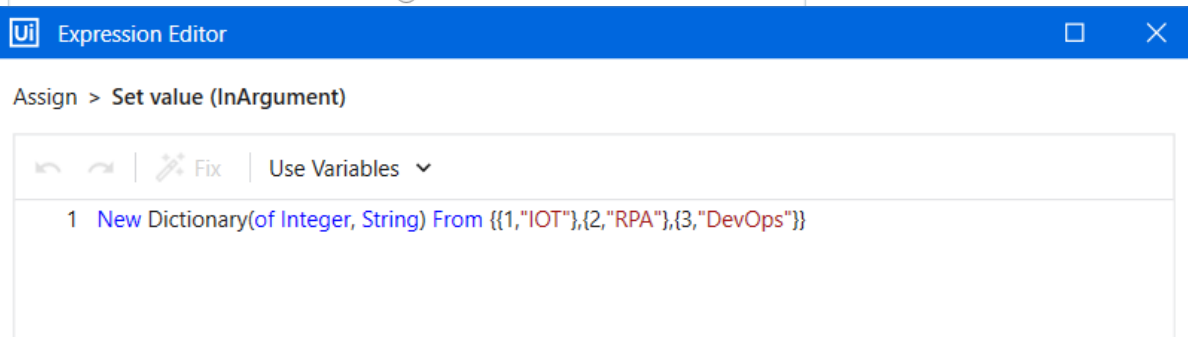 Ui Expression Editor
Assign > Set value (InArgument)
Fix Use Variables
1 New Dictionary(of Integer, String) From {{1,"IOT"},{2,"RPA"},{3,"DevOps"}}